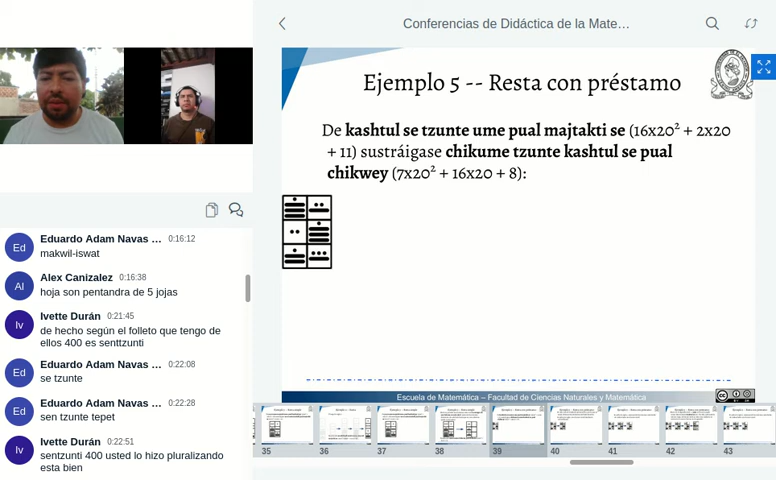 Conferencias de Didáctica de la Mate…
Ejemplo 5 -- Resta con préstamo
De kashtul se tzunte ume pual majtakti se (16x20² + 2x20
+ 11) sustráigase chikume tzunte kashtul se pual
chikwey (7x20² + 16x20 + 8):
Escuela de Matemática – Facultad de Ciencias Naturales y Matemática
Ed
Eduardo Adam Navas … 0:16:12
makwil-iswat
Al
Alex Canizalez 0:16:38
hoja son pentandra de 5 jojas
Iv
Ivette Durán 0:21:45
de hecho según el folleto que tengo de
ellos 400 es senttzunti
Ed
Eduardo Adam Navas … 0:22:08
se tzunte
Ed
Eduardo Adam Navas … 0:22:28
sen tzunte tepet
Iv
Ivette Durán 0:22:51
sentzunti 400 usted lo hizo pluralizando
esta bien
35
36
37
38
39
40
41
42
43